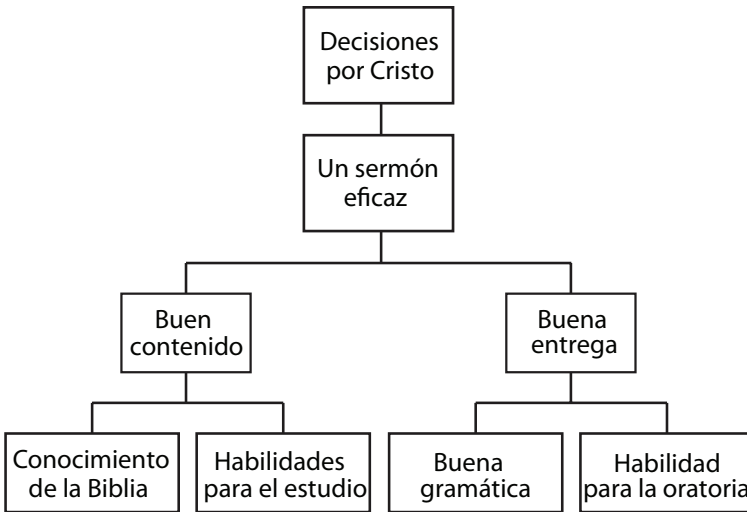 Decisiones
por Cristo
Un sermón
eficaz
Buen
contenido
Buena
entrega
Conocimiento
de la Biblia
Habilidades
para el estudio
Buena
gramática
Habilidad
para la oratoria